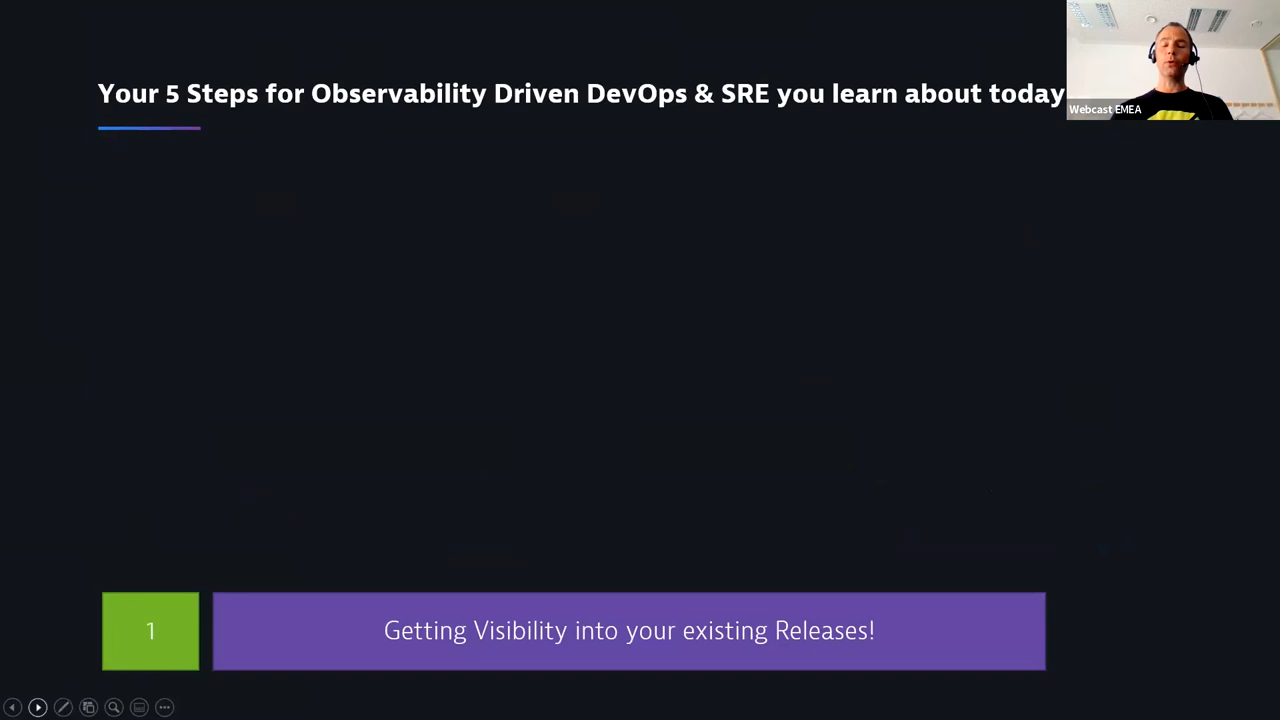 Your 5 Steps for Observability Driven DevOps & SRE you learn about today
Webcast EMEA
1
Getting Visibility into your existing Releases!